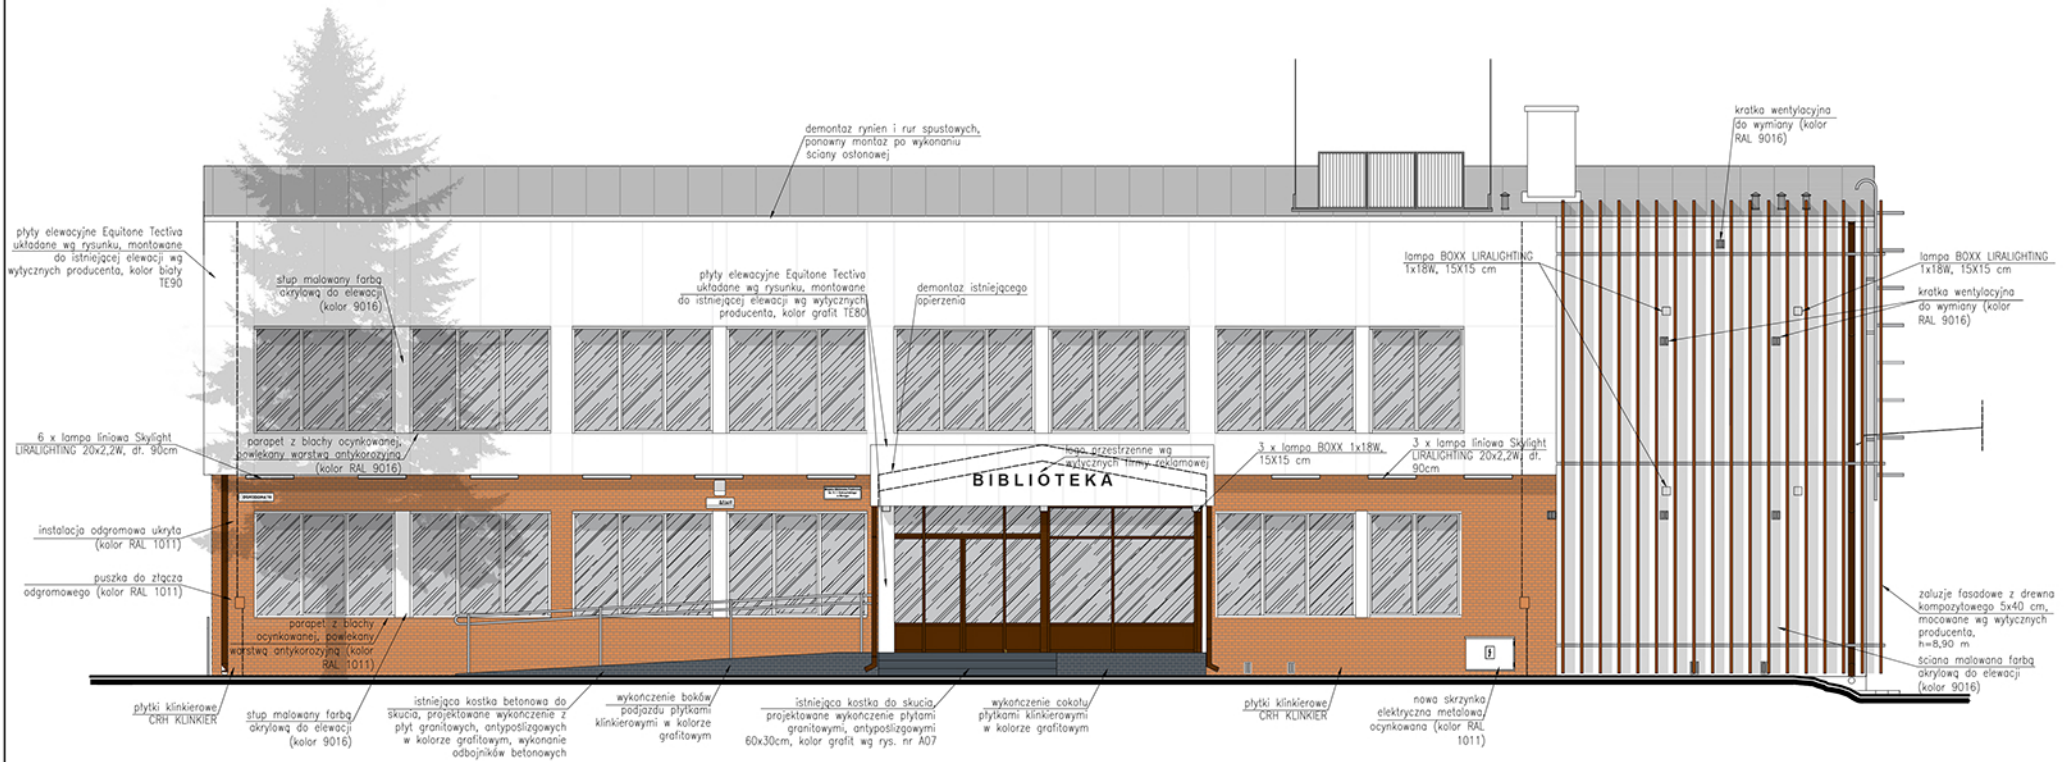 demontaż rynien i rur spustowych,
ponowny montaż po wykonaniu
ściany osłonowej
kratka wentylacyjna
do wymiany (kolor
RAL 9016)
płyty elewacyjne Equitone Tectiva
układane wg rysunku, montowane
do istniejącej elewacji wg
wytycznych producenta, kolor biały
TE90
słup malowany farbą
akrylową do elewacji
(kolor 9016)
płyty elewacyjne Equitone Tectiva
układane wg rysunku, montowane
do istniejącej elewacji wg wytycznych
producenta, kolor grafit TE80
demontaż istniejącego
opierzenia
lampa BOXX LIRALIGHTING
1x18W, 15X15 cm
lampa BOXX LIRALIGHTING
1x18W, 15X15 cm
kratka wentylacyjna
do wymiany (kolor
RAL 9016)
6 x lampa liniowa Skylight
LIRALIGHTING 20x2,2W, dł. 90cm
parapet z blachy ocynkowanej,
powlekany warstwą antykorozyjną
(kolor RAL 9016)
logo przestrzenne wg
wytycznych firmy reklamowej
BIBLIOTEKA
3 x lampa BOXX 1x18W,
15X15 cm
3 x lampa liniowa Skylight
LIRALIGHTING 20x2,2W, dł.
90cm
instalacja odgromowa ukryta
(kolor RAL 1011)
puszka do złącza
odgromowego (kolor RAL 1011)
parapet z blachy
ocynkowanej, powlekany
warstwą antykorozyjną (kolor
RAL 1011)
żaluzje fasadowe z drewna
kompozytowego 5x40 cm,
mocowane wg wytycznych
producenta,
h=8,90 m
ściana malowana farbą
akrylową do elewacji
(kolor 9016)
płytki klinkierowe
CRH KLINKIER
słup malowany farbą
akrylową do elewacji
(kolor 9016)
istniejąca kostka betonowa do
skucia, projektowane wykończenie z
płyt granitowych, antypoślizgowych
w kolorze grafitowym, wykonanie
odbojników betonowych
wykończenie boków
podjazdu płytkami
klinkierowymi w kolorze
grafitowym
istniejąca kostka do skucia,
projektowane wykończenie płytami
granitowymi, antypoślizgowymi
60x30cm, kolor grafit wg rys. nr A07
wykończenie cokołu
płytkami klinkierowymi
w kolorze grafitowym
płytki klinkierowe
CRH KLINKIER
nowa skrzynka
elektryczna metalowa,
ocynkowana (kolor RAL
1011)